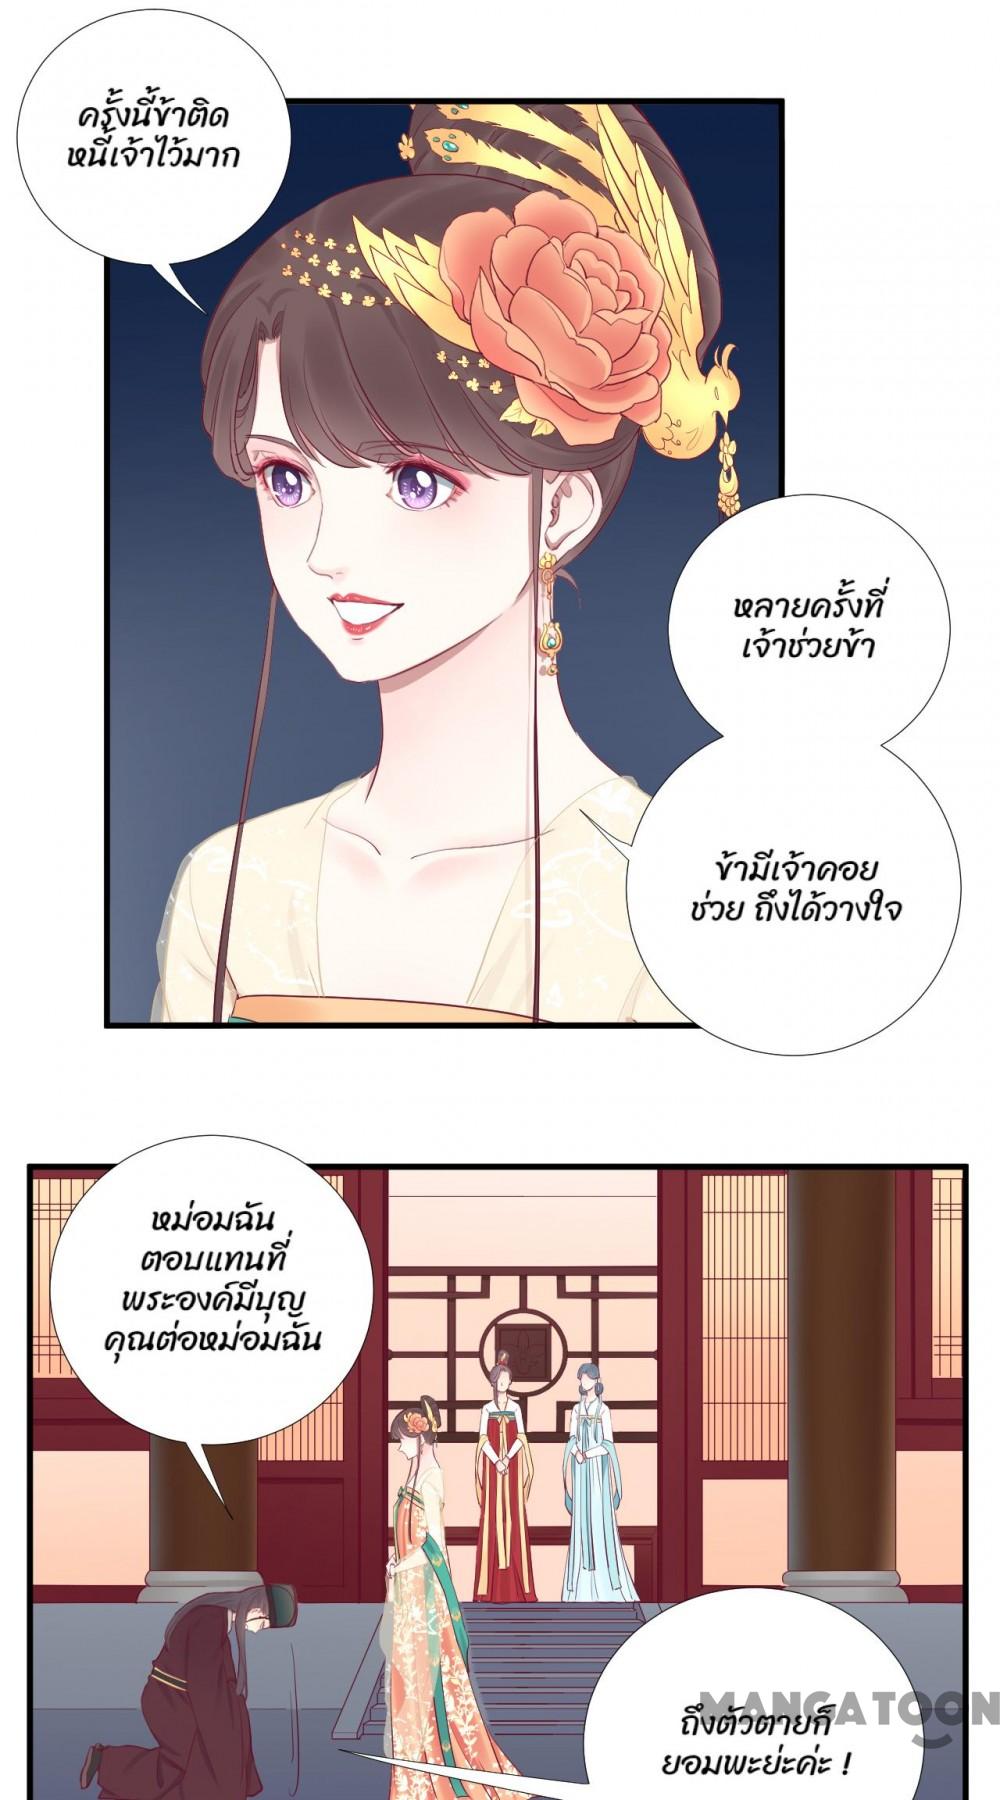 ครั้งนี้ข้าติด
หนี้เจ้าไว้มาก
หลายครั้งที่
เจ้าช่วยข้า
ข้ามีเจ้าคอย
ช่วย ถึงได้วางใจ
หม่อมฉัน
ตอบแทนที่
พระองค์มีบุญ
คุณต่อหม่อมฉัน
MANGATOON
ถึงตัวตายก็
ยอมพะย่ะค่ะ !